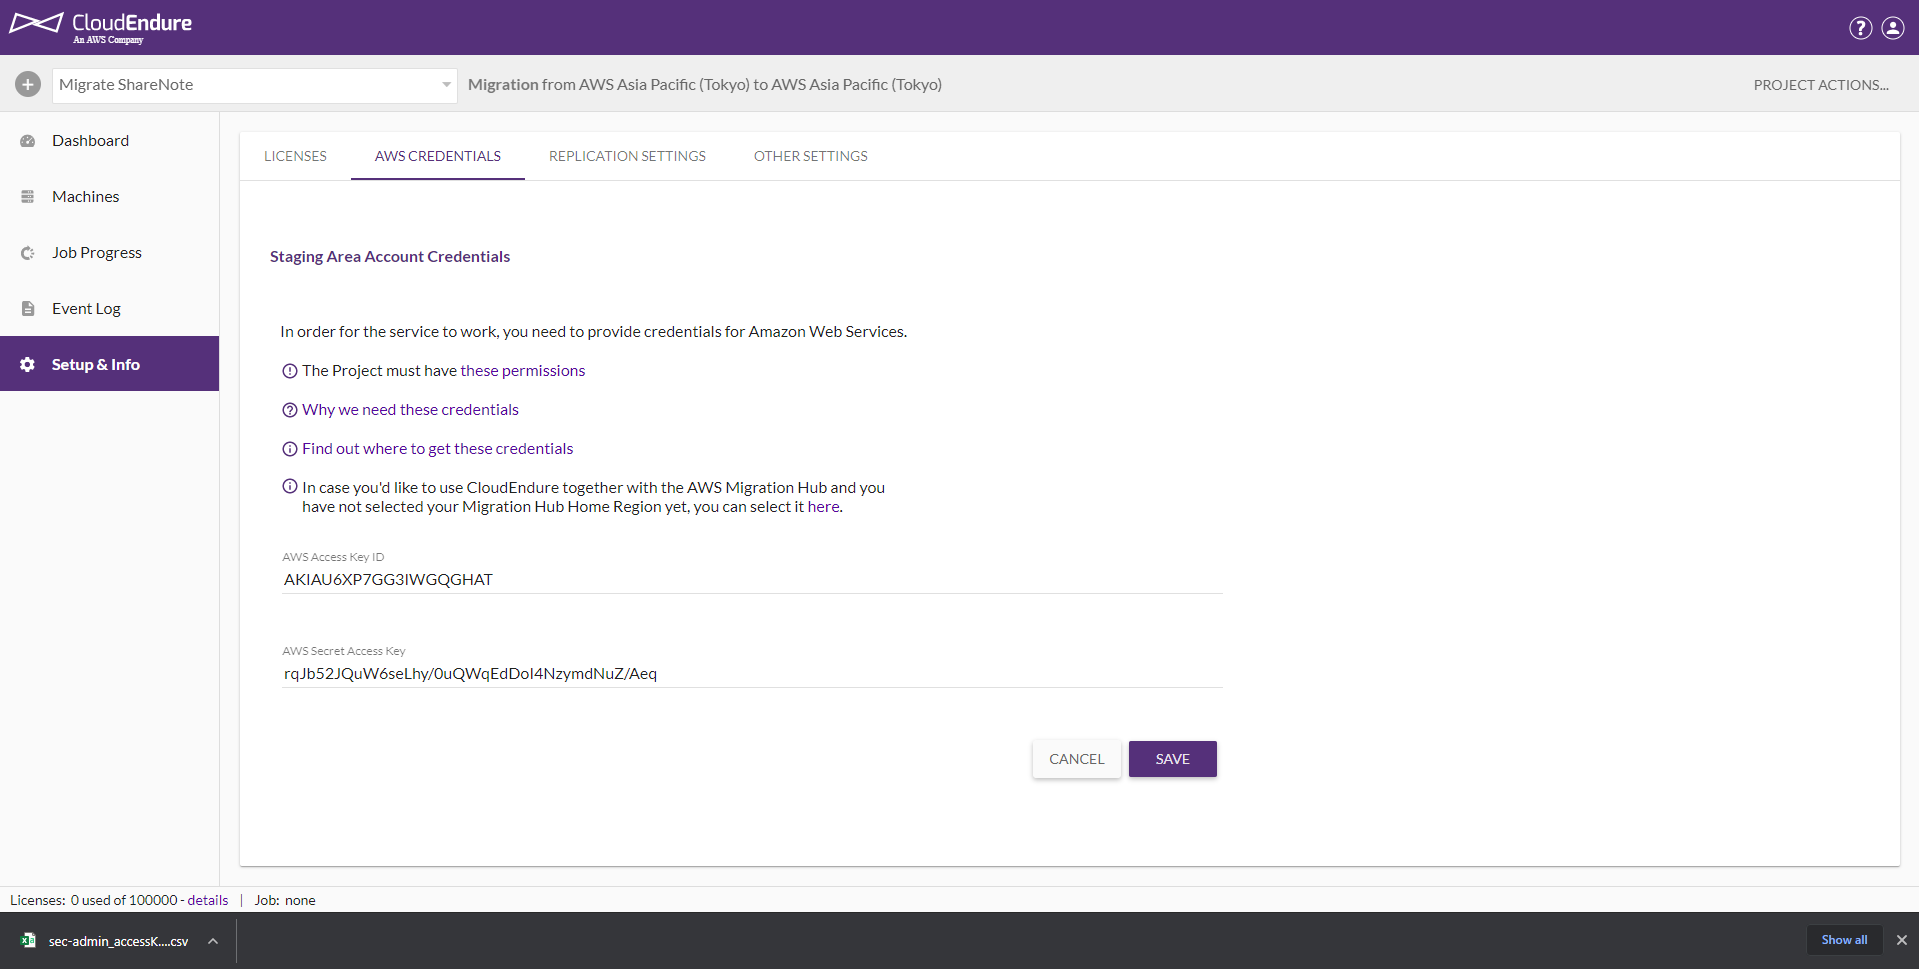 CloudEndure
An AWS Company
Migrate ShareNote
Migration from AWS Asia Pacific (Tokyo) to AWS Asia Pacific (Tokyo)
PROJECT ACTIONS...
Dashboard
Machines
Job Progress
Event Log
Setup & Info
LICENSES
AWS CREDENTIALS
REPLICATION SETTINGS
OTHER SETTINGS
Staging Area Account Credentials
In order for the service to work, you need to provide credentials for Amazon Web Services.
The Project must have these permissions
Why we need these credentials
Find out where to get these credentials
In case you'd like to use CloudEndure together with the AWS Migration Hub and you
have not selected your Migration Hub Home Region yet, you can select it here.
AWS Access Key ID
AKIAU6XP7GG3IWGQGHAT
AWS Secret Access Key
rqJb52JQuW6seLhy/0uQWqEdDoI4NzymdNuZ/Aeq
CANCEL
SAVE
Licenses: 0 used of 100000 - details | Job: none
sec-admin_accessK....csv
Show all